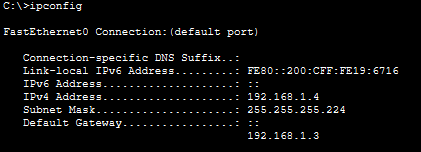 C:\>ipconfig
FastEthernet0 Connection:(default port)
Connection-specific DNS Suffix..:
Link-local IPv6 Address.........: FE80::200:CFF:FE19:6716
IPv6 Address....................: ::
IPv4 Address....................: 192.168.1.4
Subnet Mask.....................: 255.255.255.224
Default Gateway.................: ::
192.168.1.3